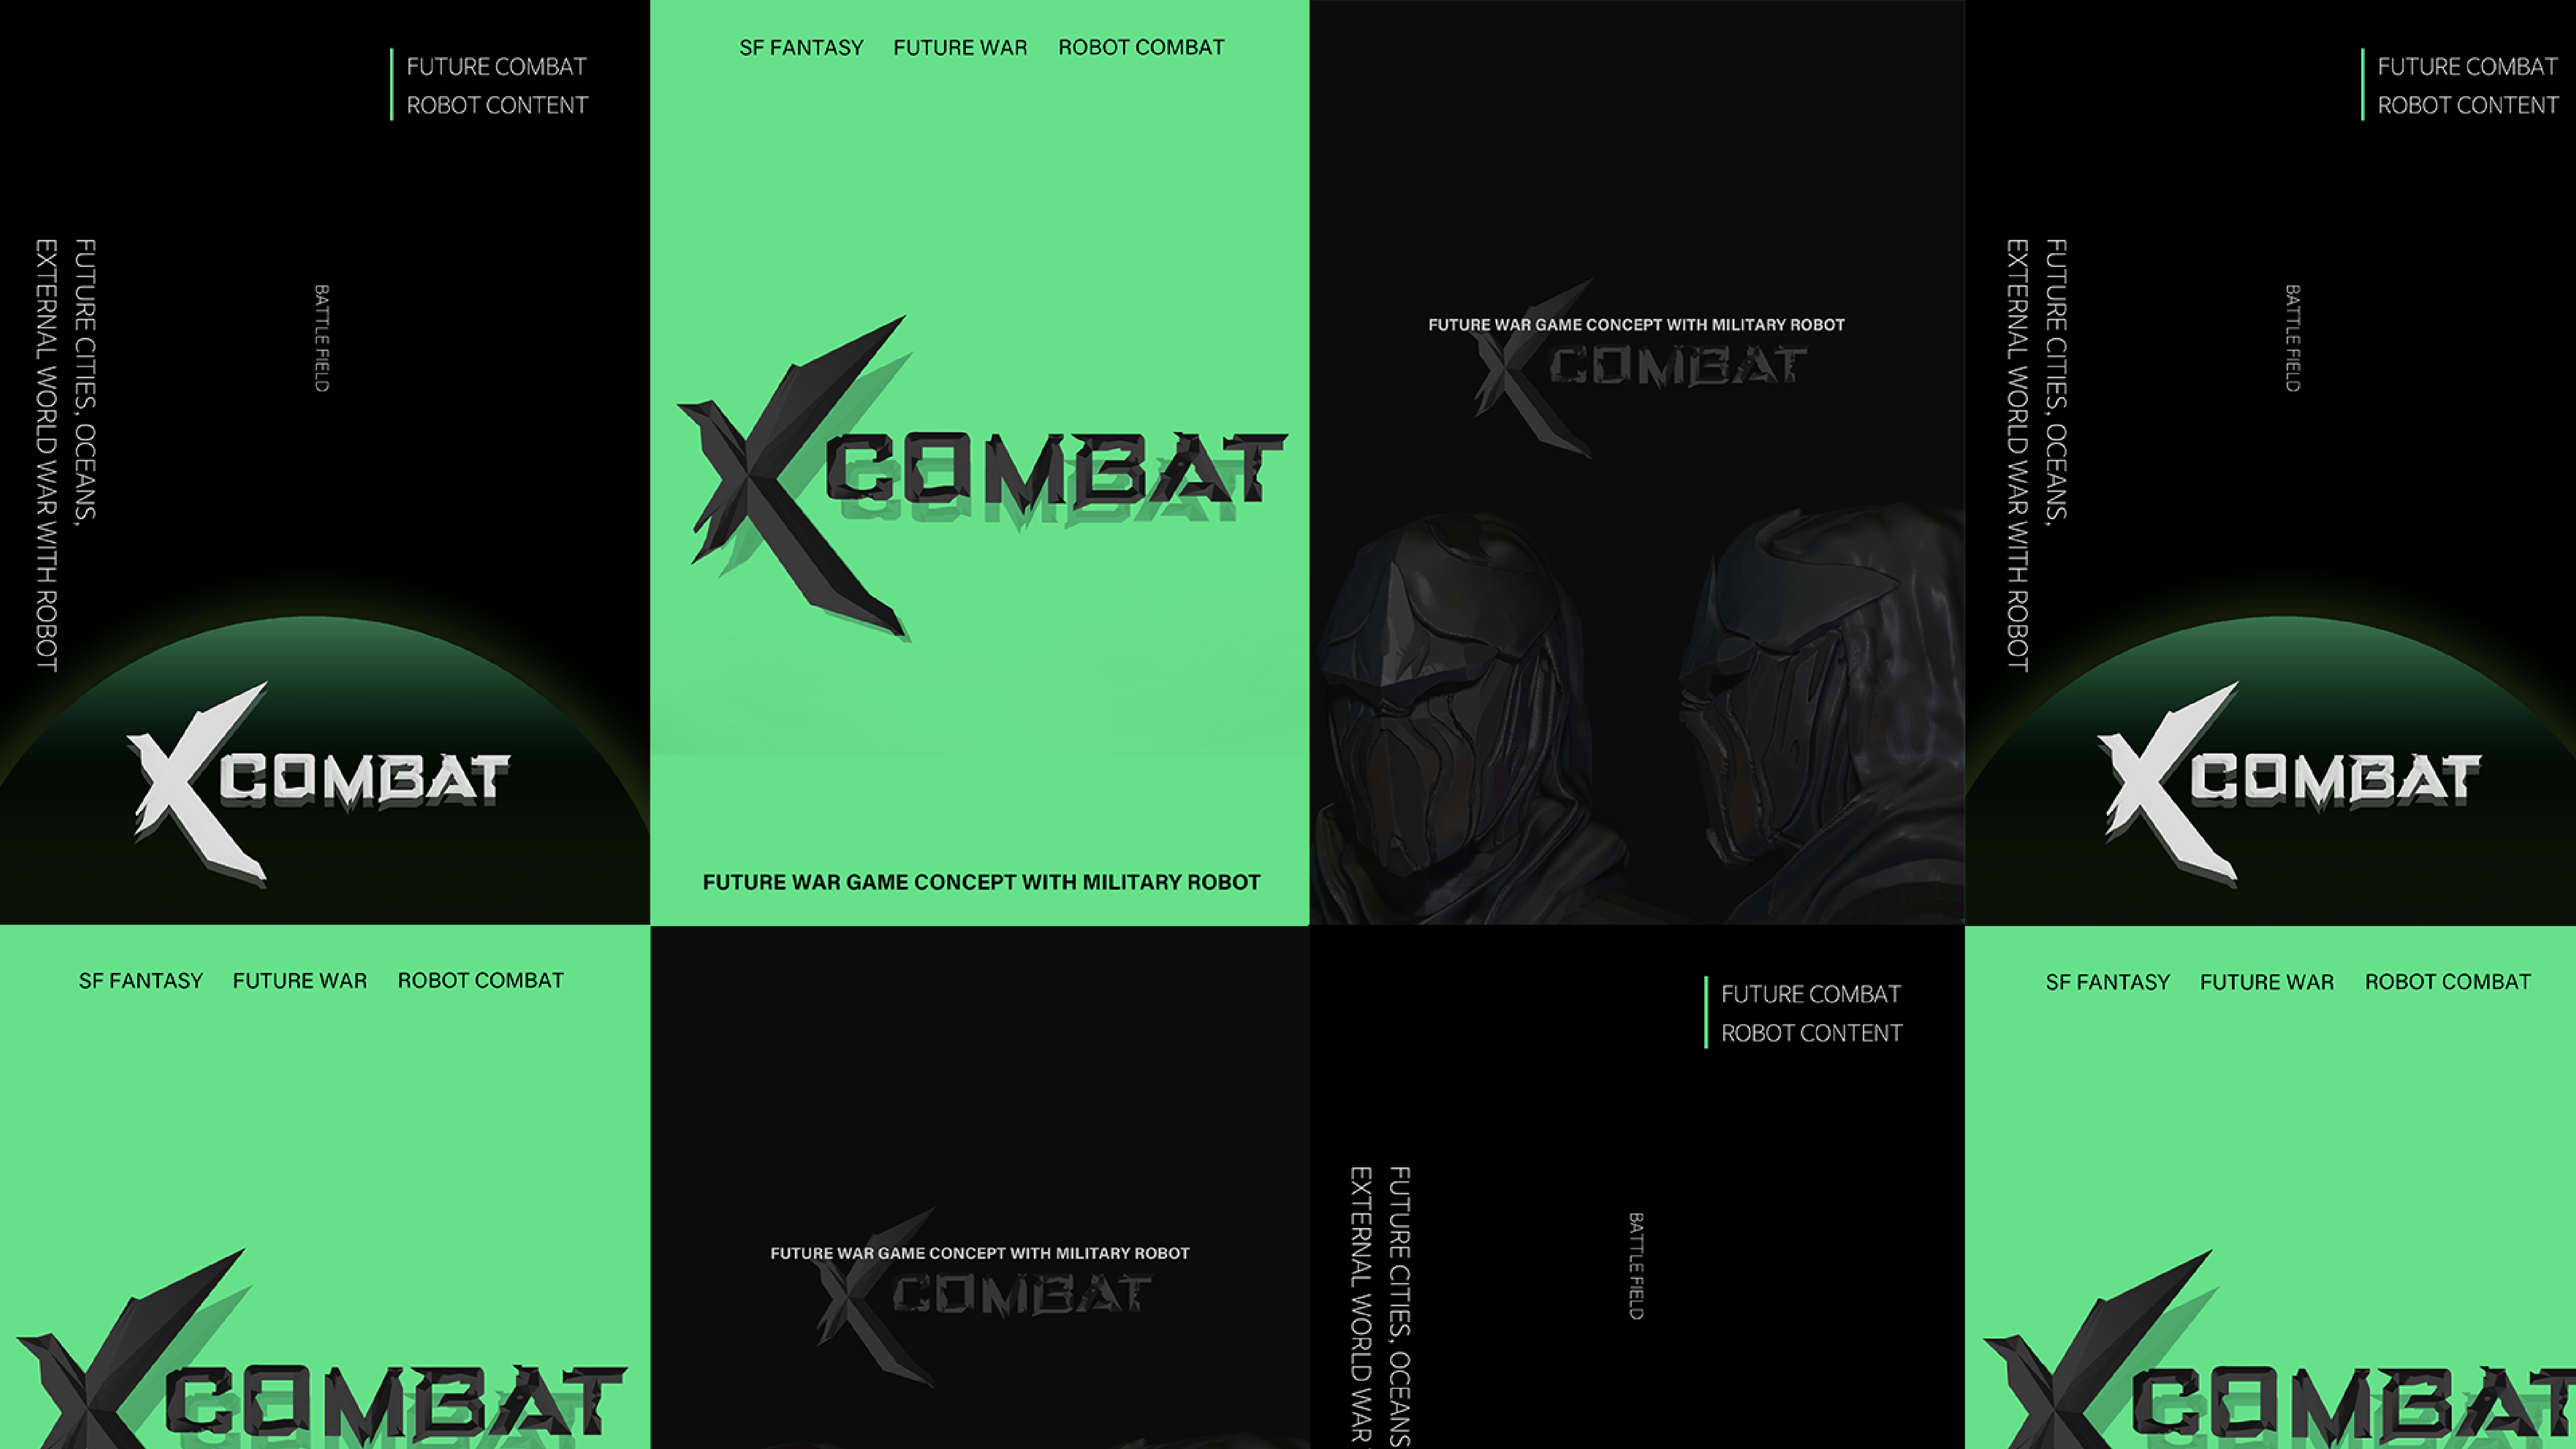 FUTURE COMBAT
ROBOT CONTENT
FUTURE CITIES, OCEANS,
EXTERNAL WORLD WAR WITH ROBOT
BATTLE FIELD
XCOMBAT
SF FANTASY FUTURE WAR ROBOT COMBAT
XCOMBAT
FUTURE WAR GAME CONCEPT WITH MILITARY ROBOT
FUTURE WAR GAME CONCEPT WITH MILITARY ROBOT
XCOMBAT
FUTURE COMBAT
ROBOT CONTENT
FUTURE CITIES, OCEANS,
EXTERNAL WORLD WAR WITH ROBOT
BATTLE FIELD
XCOMBAT
SF FANTASY FUTURE WAR ROBOT COMBAT
XCOMBAT
FUTURE WAR GAME CONCEPT WITH MILITARY ROBOT
XCOMBAT
FUTURE COMBAT
ROBOT CONTENT
FUTURE CITIES, OCEANS
EXTERNAL WORLD WAR
BATTLE FIELD
SF FANTASY FUTURE WAR ROBOT COMBAT
XCOMBAT